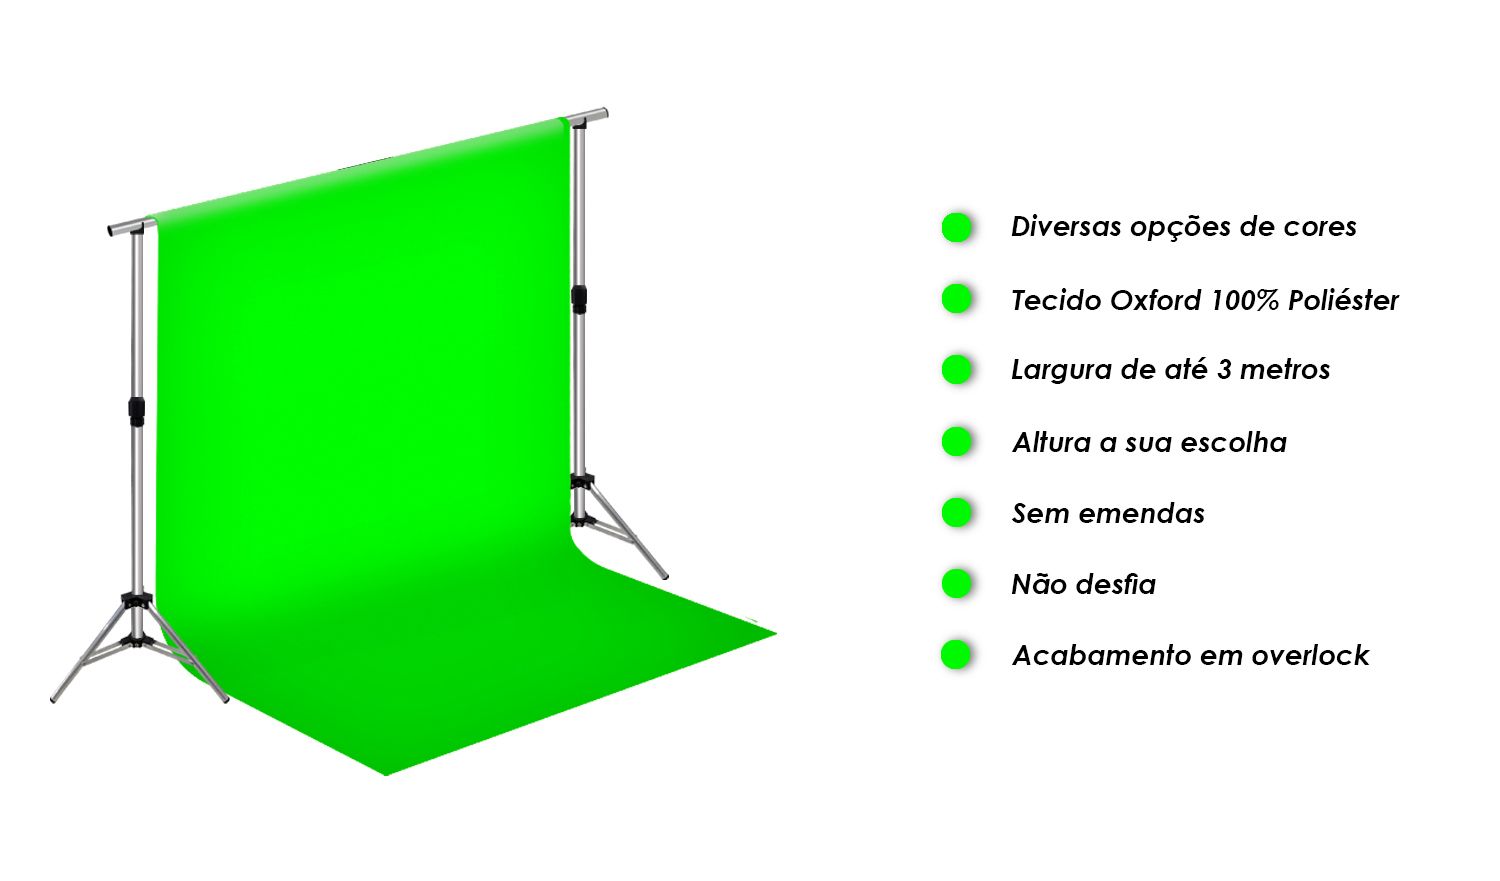 Diversas opções de cores
Tecido Oxford 100% Poliéster
Largura de até 3 metros
Altura a sua escolha
Sem emendas
Não desfia
Acabamento em overlock